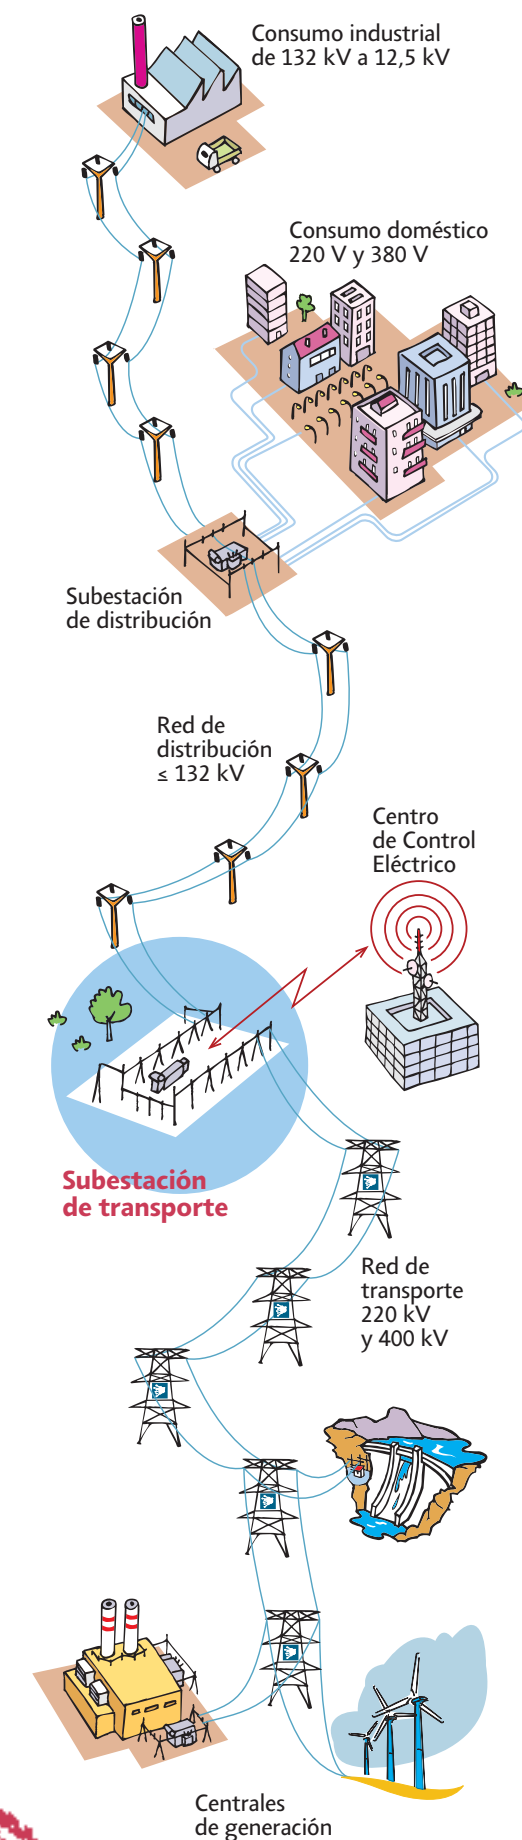 Consumo industrial
de 132 kV a 12,5 kV
Consumo doméstico
220 V y 380 V
Subestación
de distribución
Red de
distribución
≤ 132 kV
Centro
de Control
Eléctrico
Subestación
de transporte
Red de
transporte
220 kV
y 400 kV
Centrales
de generación